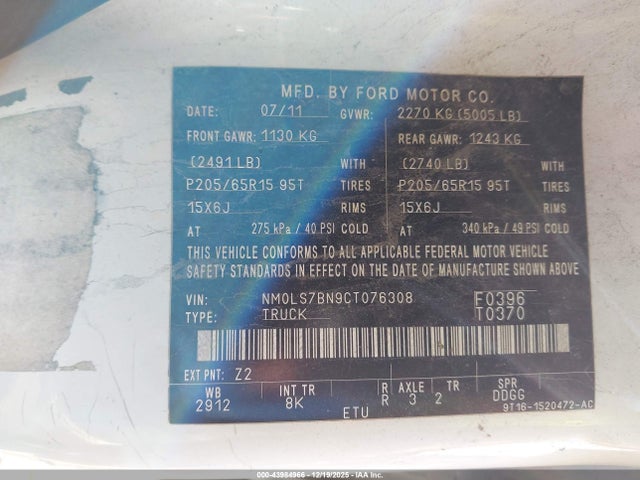 MFD. BY FORD MOTOR CO.
DATE: 07/11 GVWR: 2270 KG (5005 LB)
FRONT GAWR: 1130 KG REAR GAWR: 1243 KG
(2491 LB) WITH (2740 LB) WITH
P205/65R15 95T TIRES P205/65R15 95T TIRES
15X6J RIMS 15X6J RIMS
AT 275 kPa / 40 PSI COLD AT 340 kPa / 49 PSI COLD
THIS VEHICLE CONFORMS TO ALL APPLICABLE FEDERAL MOTOR VEHICLE
SAFETY STANDARDS IN EFFECT ON THE DATE OF MANUFACTURE SHOWN ABOVE
VIN: NM0LS7BN9CT076308 F0396
TYPE: TRUCK T0370
EXT PNT: Z2
WB INT TR R AXLE TR SPR
2912 8K R 3 2 DDGG
ETU 9T16-1520472-AC
000-43984966 - 12/19/2025 - IAA Inc.